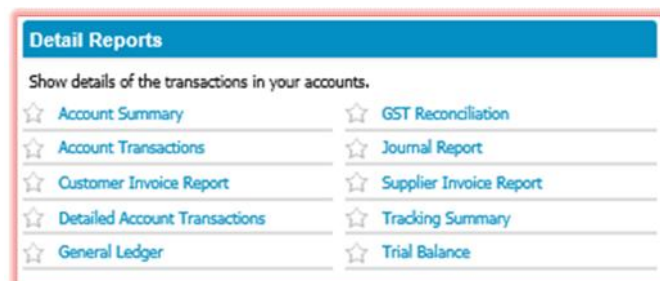 Detail Reports
Show details of the transactions in your accounts.
Account Summary
Account Transactions
Customer Invoice Report
Detailed Account Transactions
General Ledger
GST Reconciliation
Journal Report
Supplier Invoice Report
Tracking Summary
Trial Balance